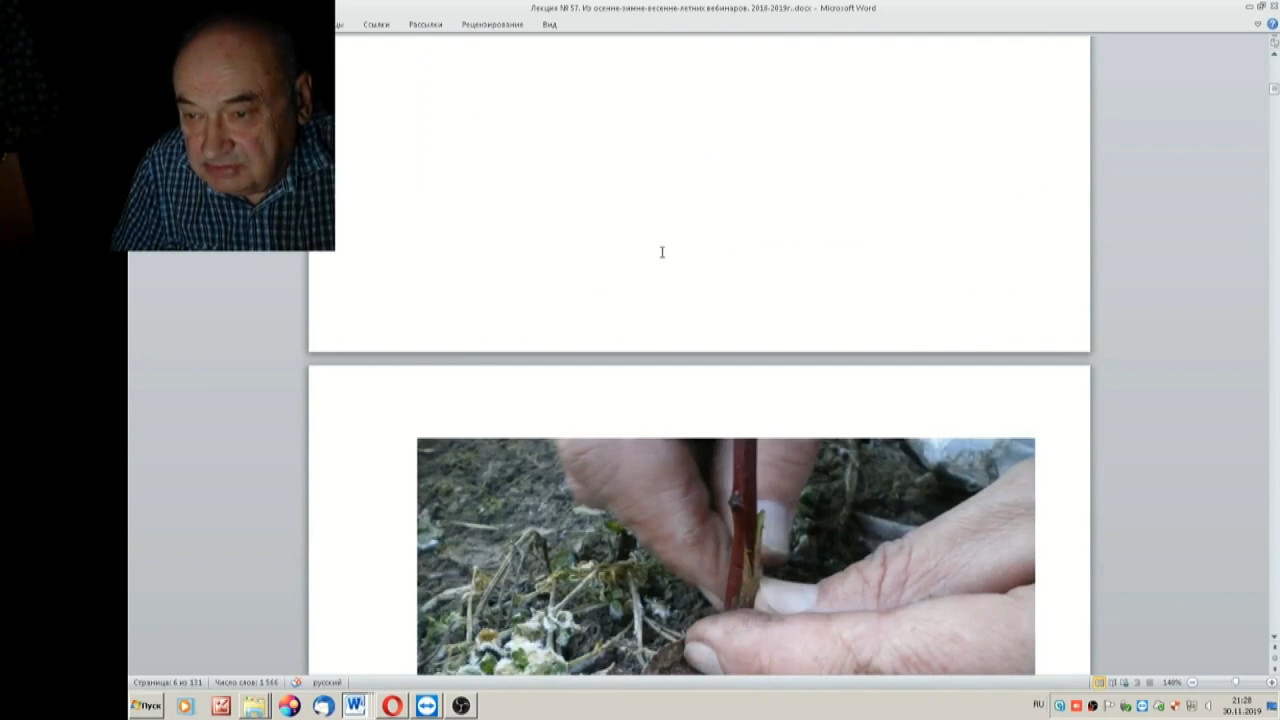 Лекция № 57. Из осенне-зимне-весенне-летних вебинаров. 2018-2019г..docx - Microsoft Word
Ссылки
Рассылки
Рецензирование
Вид
Страница: 6 из 131
Число слов: 1 566
русский
140%
Пуск
RU
21:28
30.11.2019